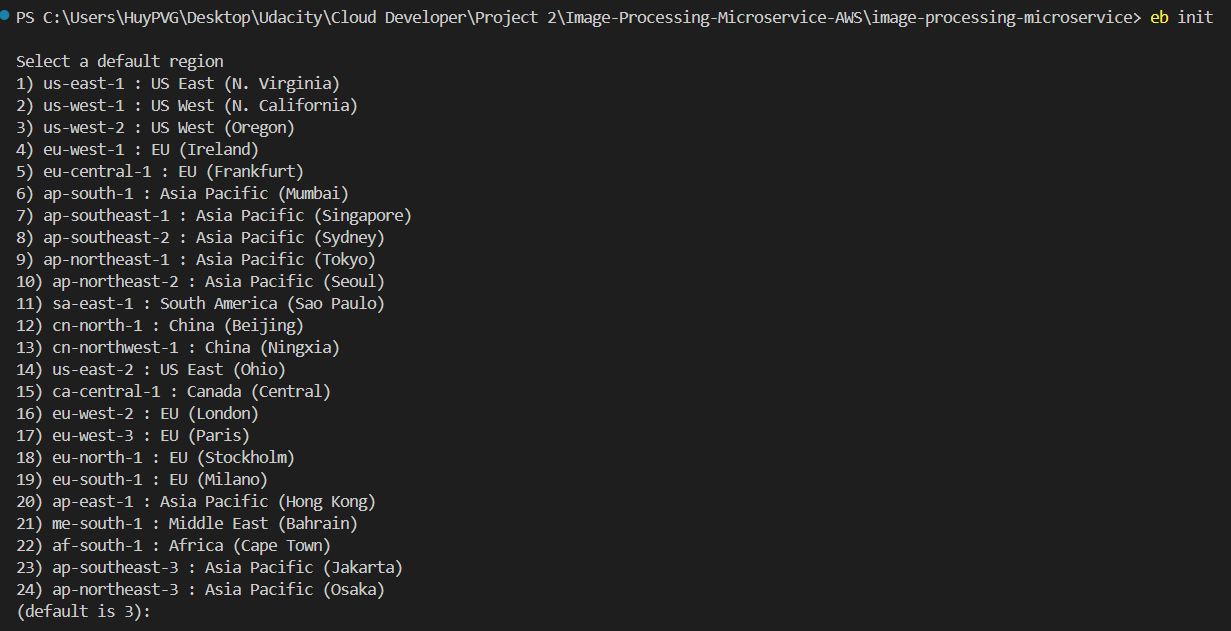 PS C:\Users\HuyPVG\Desktop\Udacity\Cloud Developer\Project 2\Image-Processing-Microservice-AWS\image-processing-microservice> eb init
Select a default region
1) us-east-1 : US East (N. Virginia)
2) us-west-1 : US West (N. California)
3) us-west-2 : US West (Oregon)
4) eu-west-1 : EU (Ireland)
5) eu-central-1 : EU (Frankfurt)
6) ap-south-1 : Asia Pacific (Mumbai)
7) ap-southeast-1 : Asia Pacific (Singapore)
8) ap-southeast-2 : Asia Pacific (Sydney)
9) ap-northeast-1 : Asia Pacific (Tokyo)
10) ap-northeast-2 : Asia Pacific (Seoul)
11) sa-east-1 : South America (Sao Paulo)
12) cn-north-1 : China (Beijing)
13) cn-northwest-1 : China (Ningxia)
14) us-east-2 : US East (Ohio)
15) ca-central-1 : Canada (Central)
16) eu-west-2 : EU (London)
17) eu-west-3 : EU (Paris)
18) eu-north-1 : EU (Stockholm)
19) eu-south-1 : EU (Milano)
20) ap-east-1 : Asia Pacific (Hong Kong)
21) me-south-1 : Middle East (Bahrain)
22) af-south-1 : Africa (Cape Town)
23) ap-southeast-3 : Asia Pacific (Jakarta)
24) ap-northeast-3 : Asia Pacific (Osaka)
(default is 3):